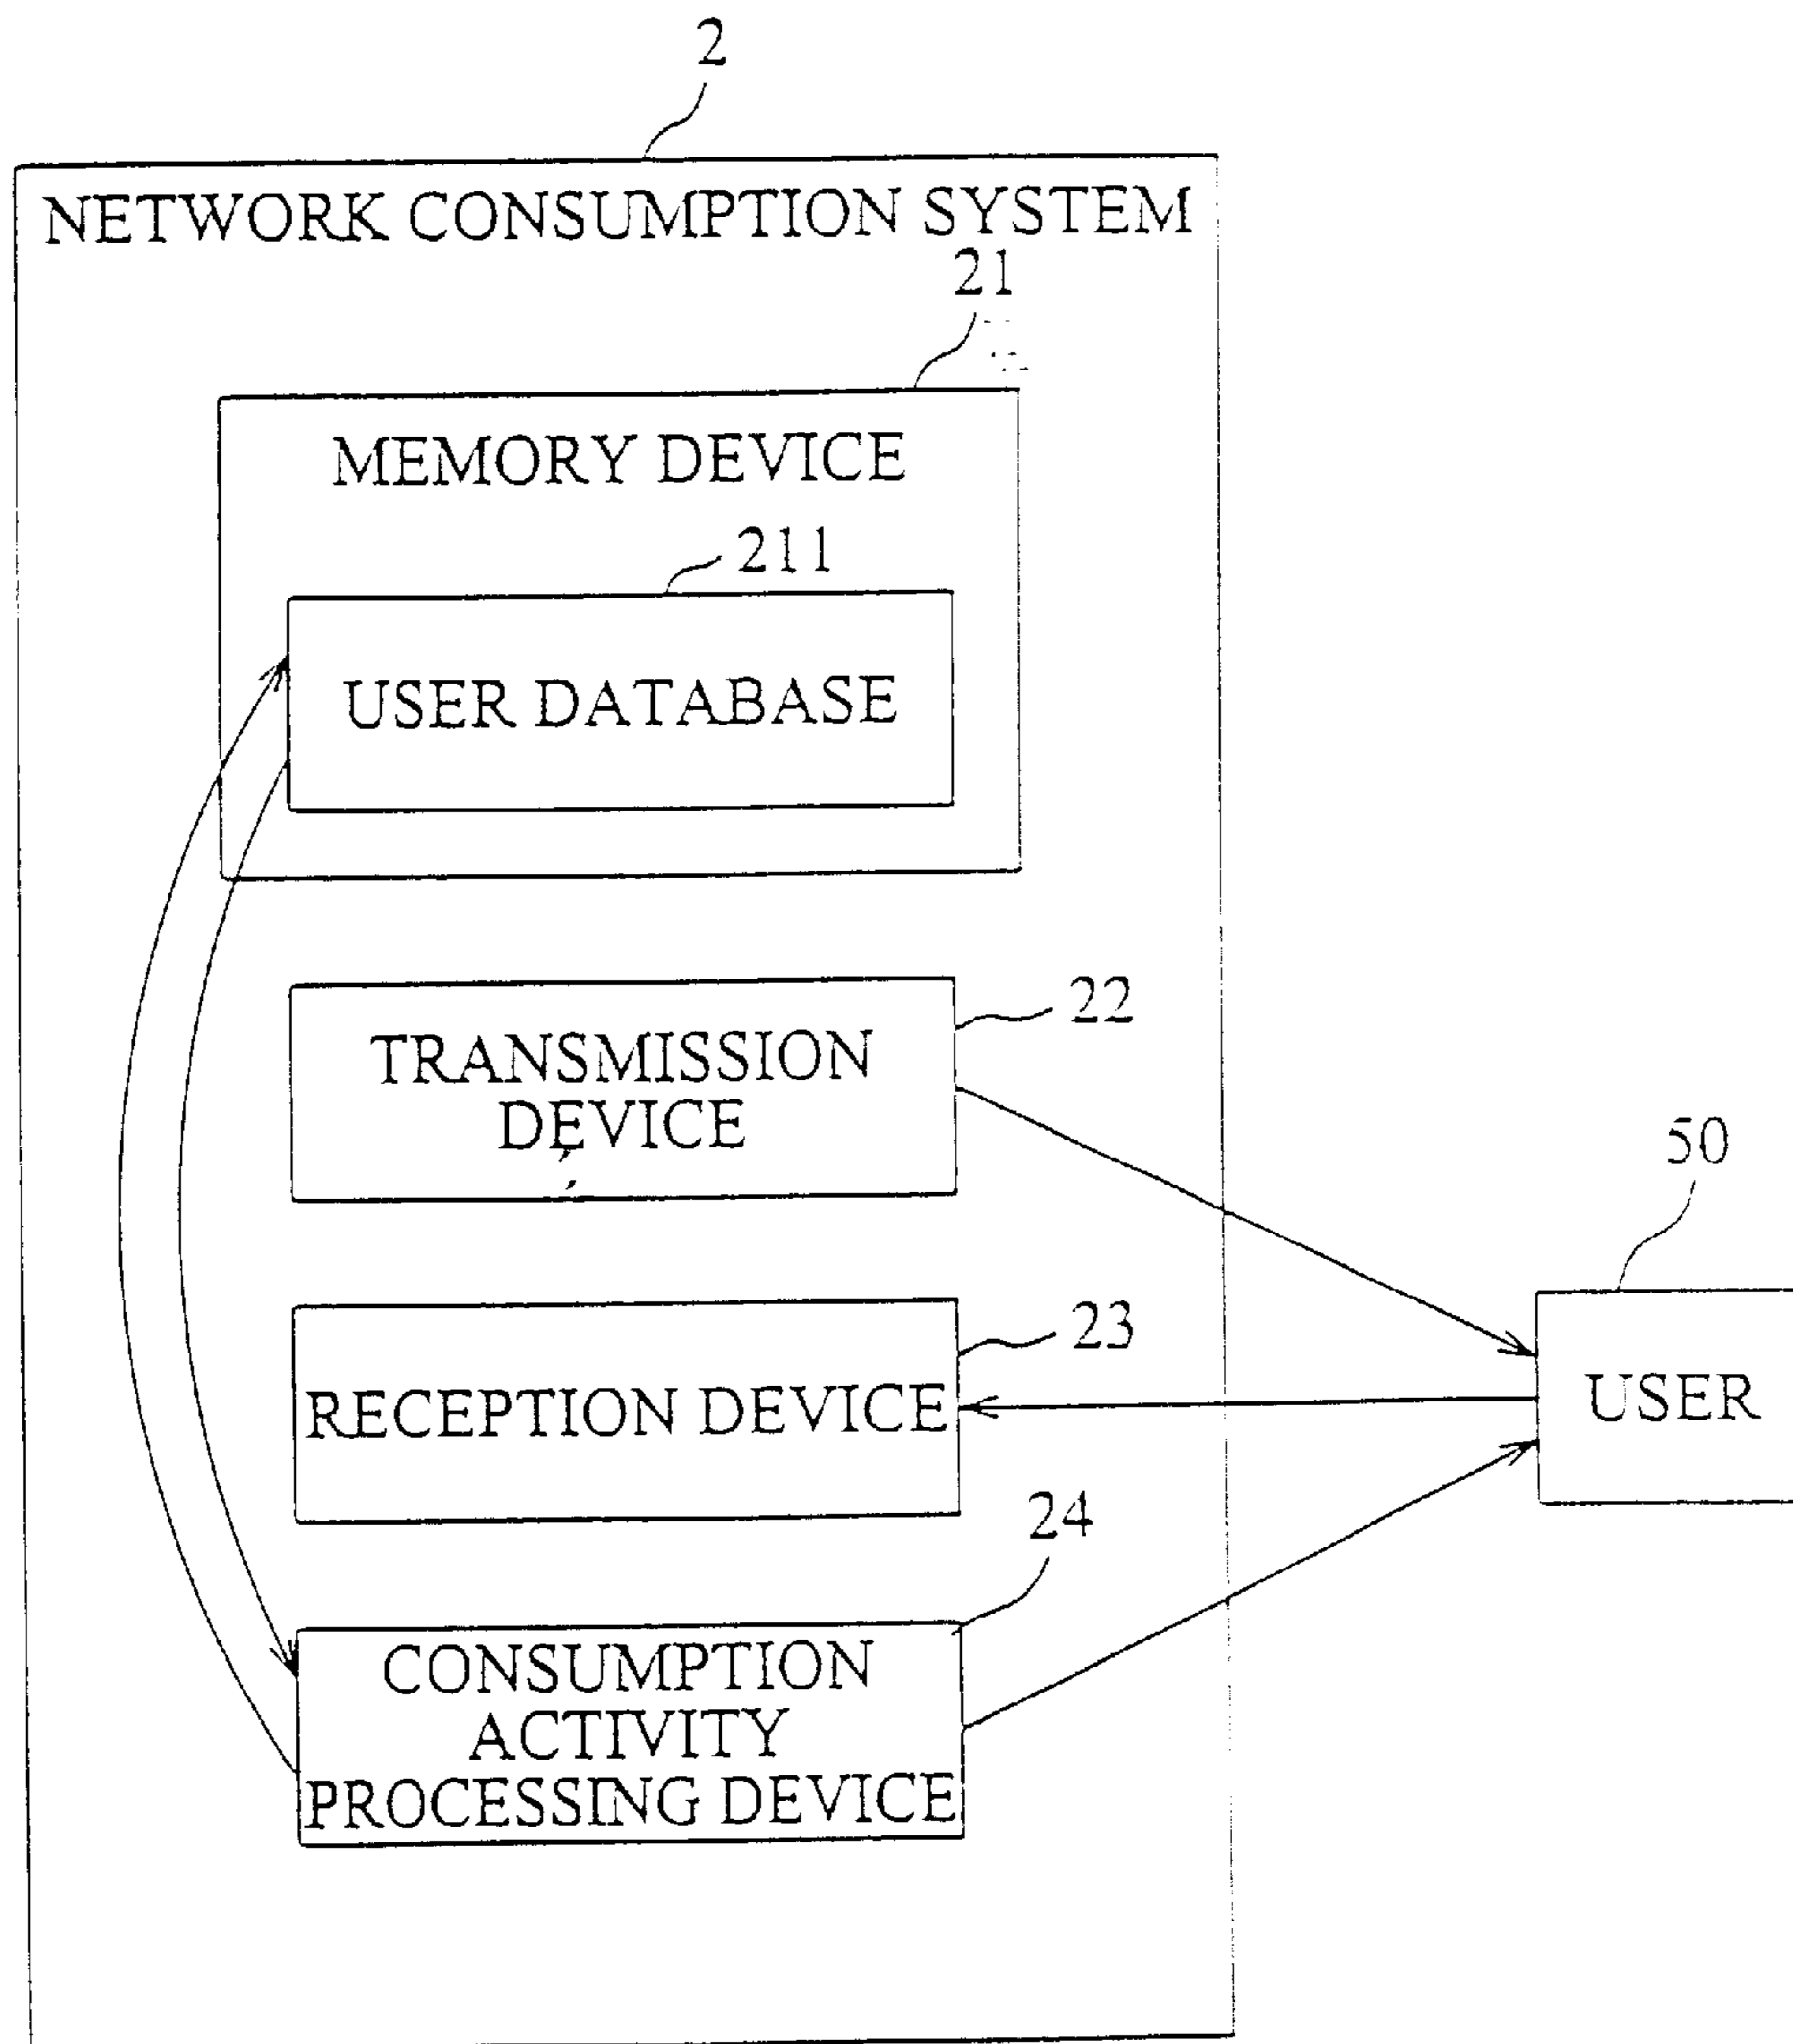 2
NETWORK CONSUMPTION SYSTEM
21
MEMORY DEVICE
211
USER DATABASE
22
TRANSMISSION
DEVICE
50
23
RECEPTION DEVICE
USER
24
CONSUMPTION
ACTIVITY
PROCESSING DEVICE